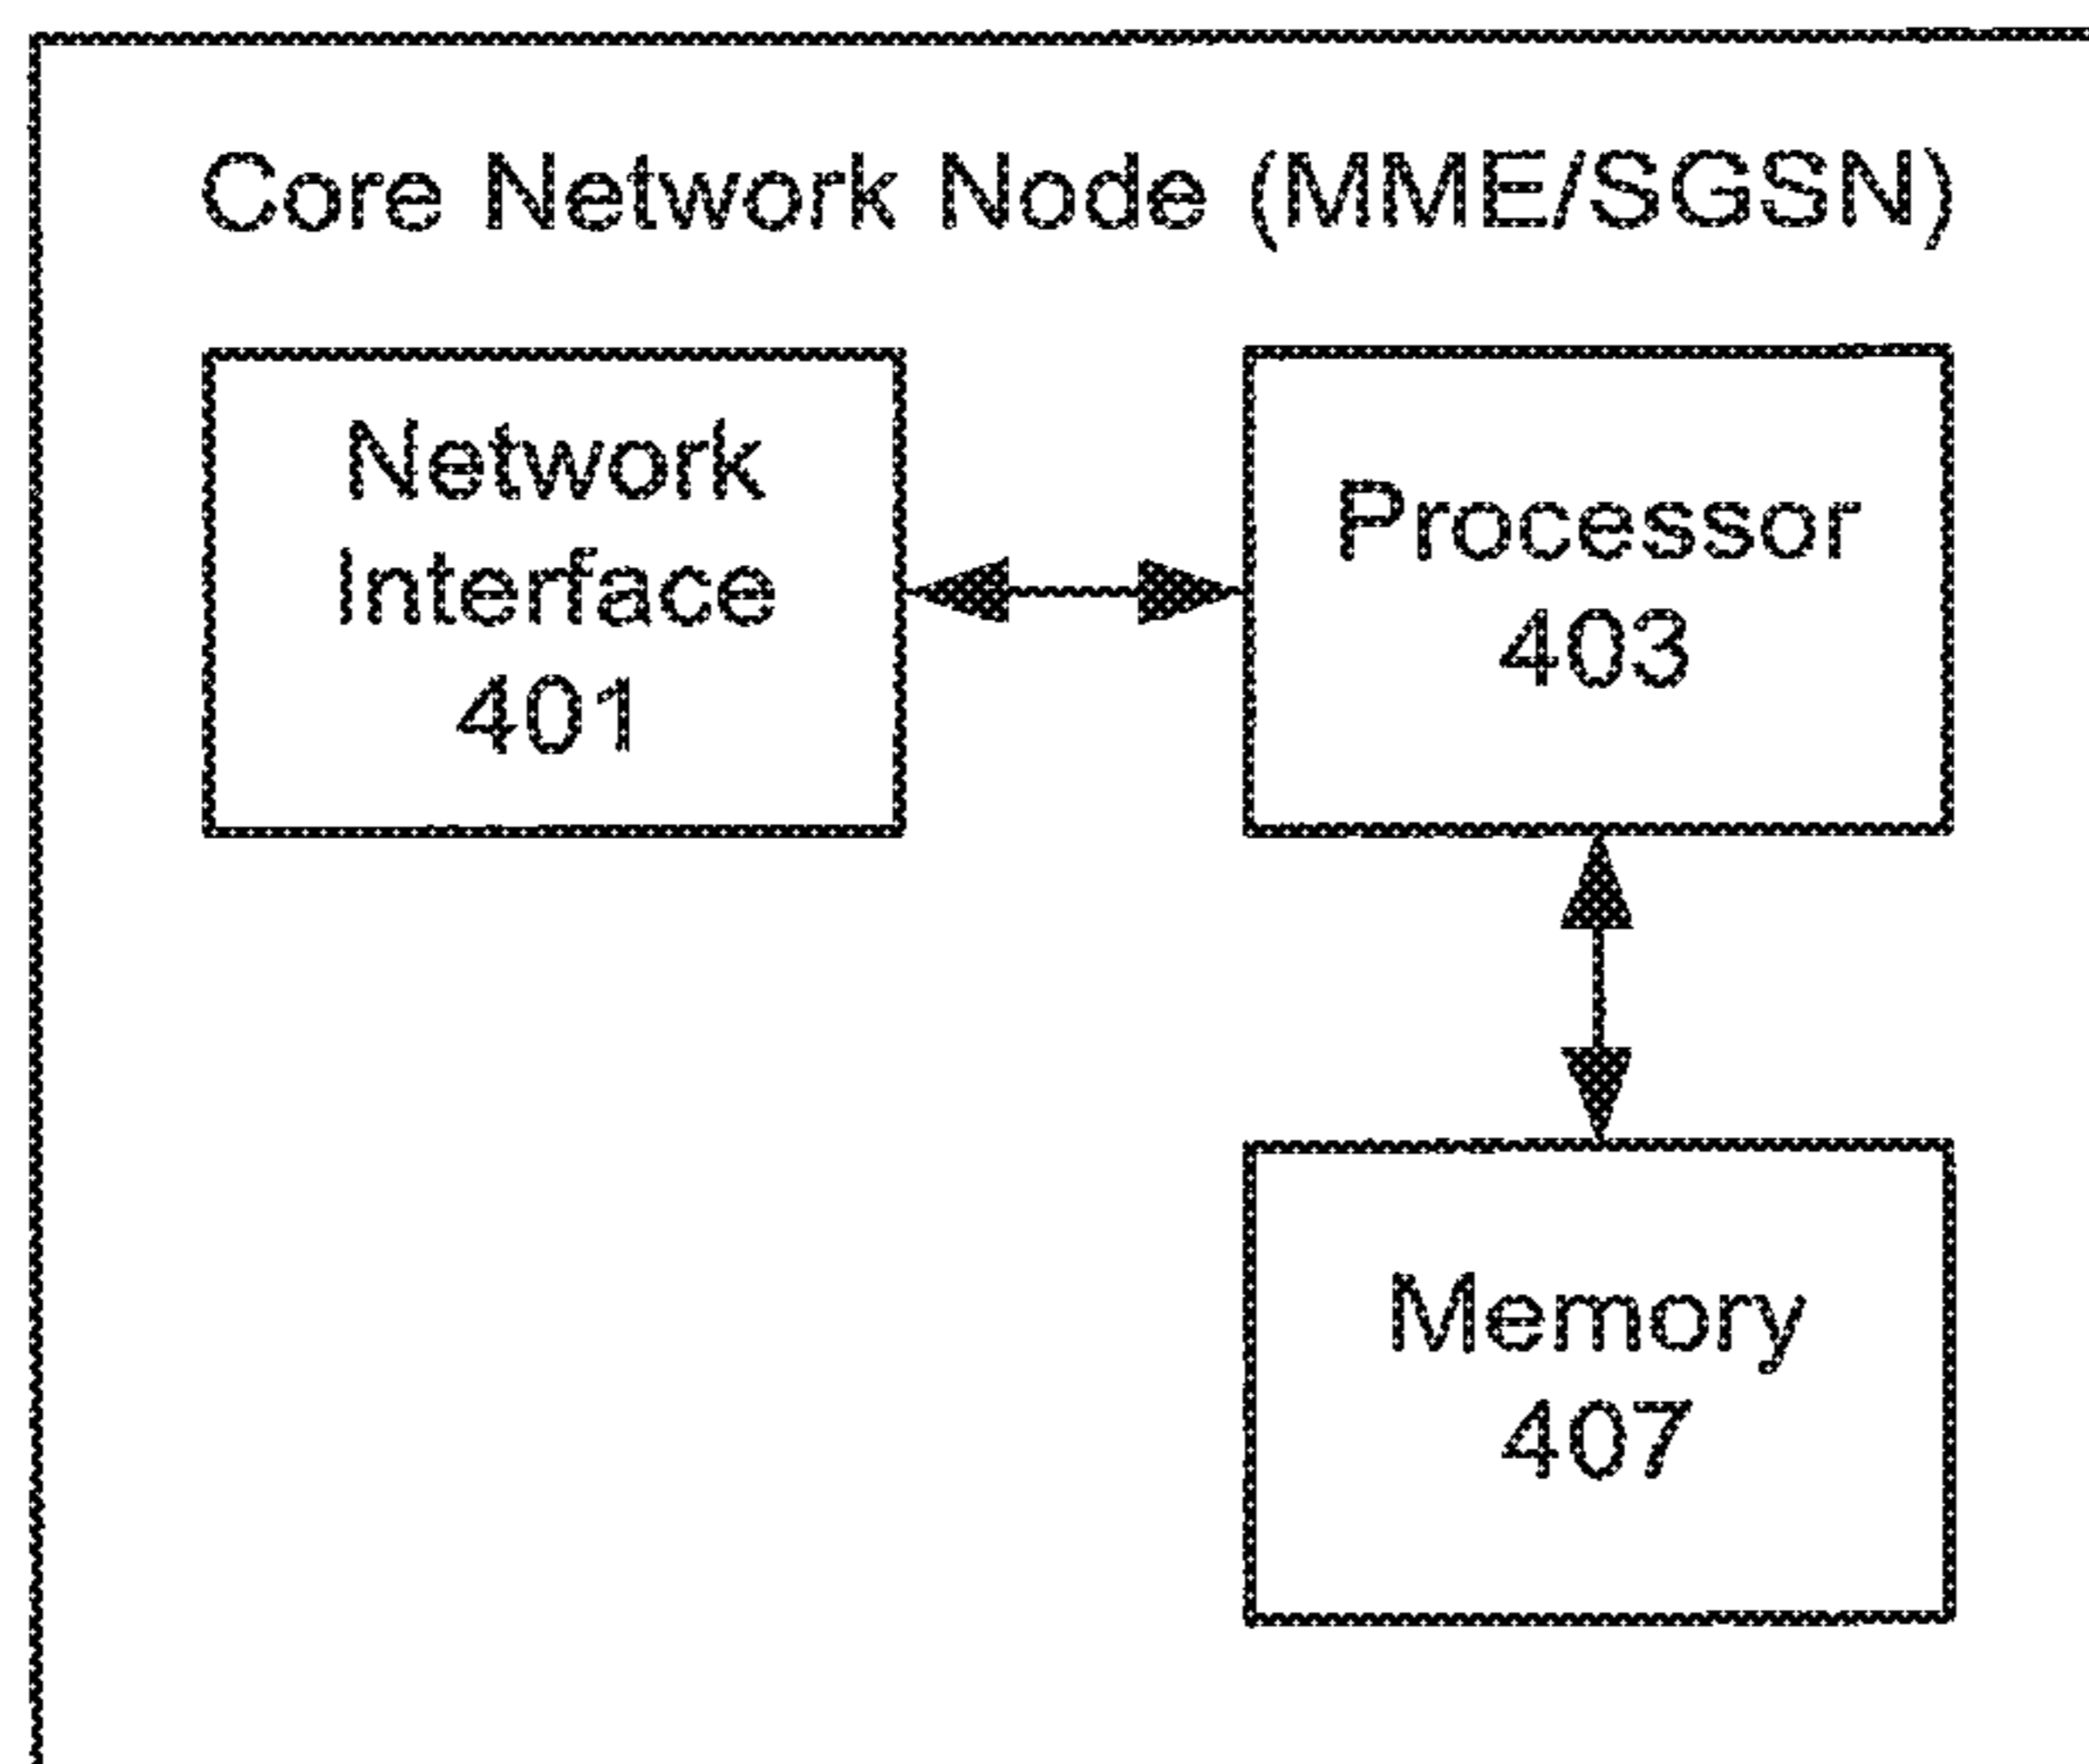 Core Network Node (MME/SGSN)
Network
Interface
401
Processor
403
Memory
407